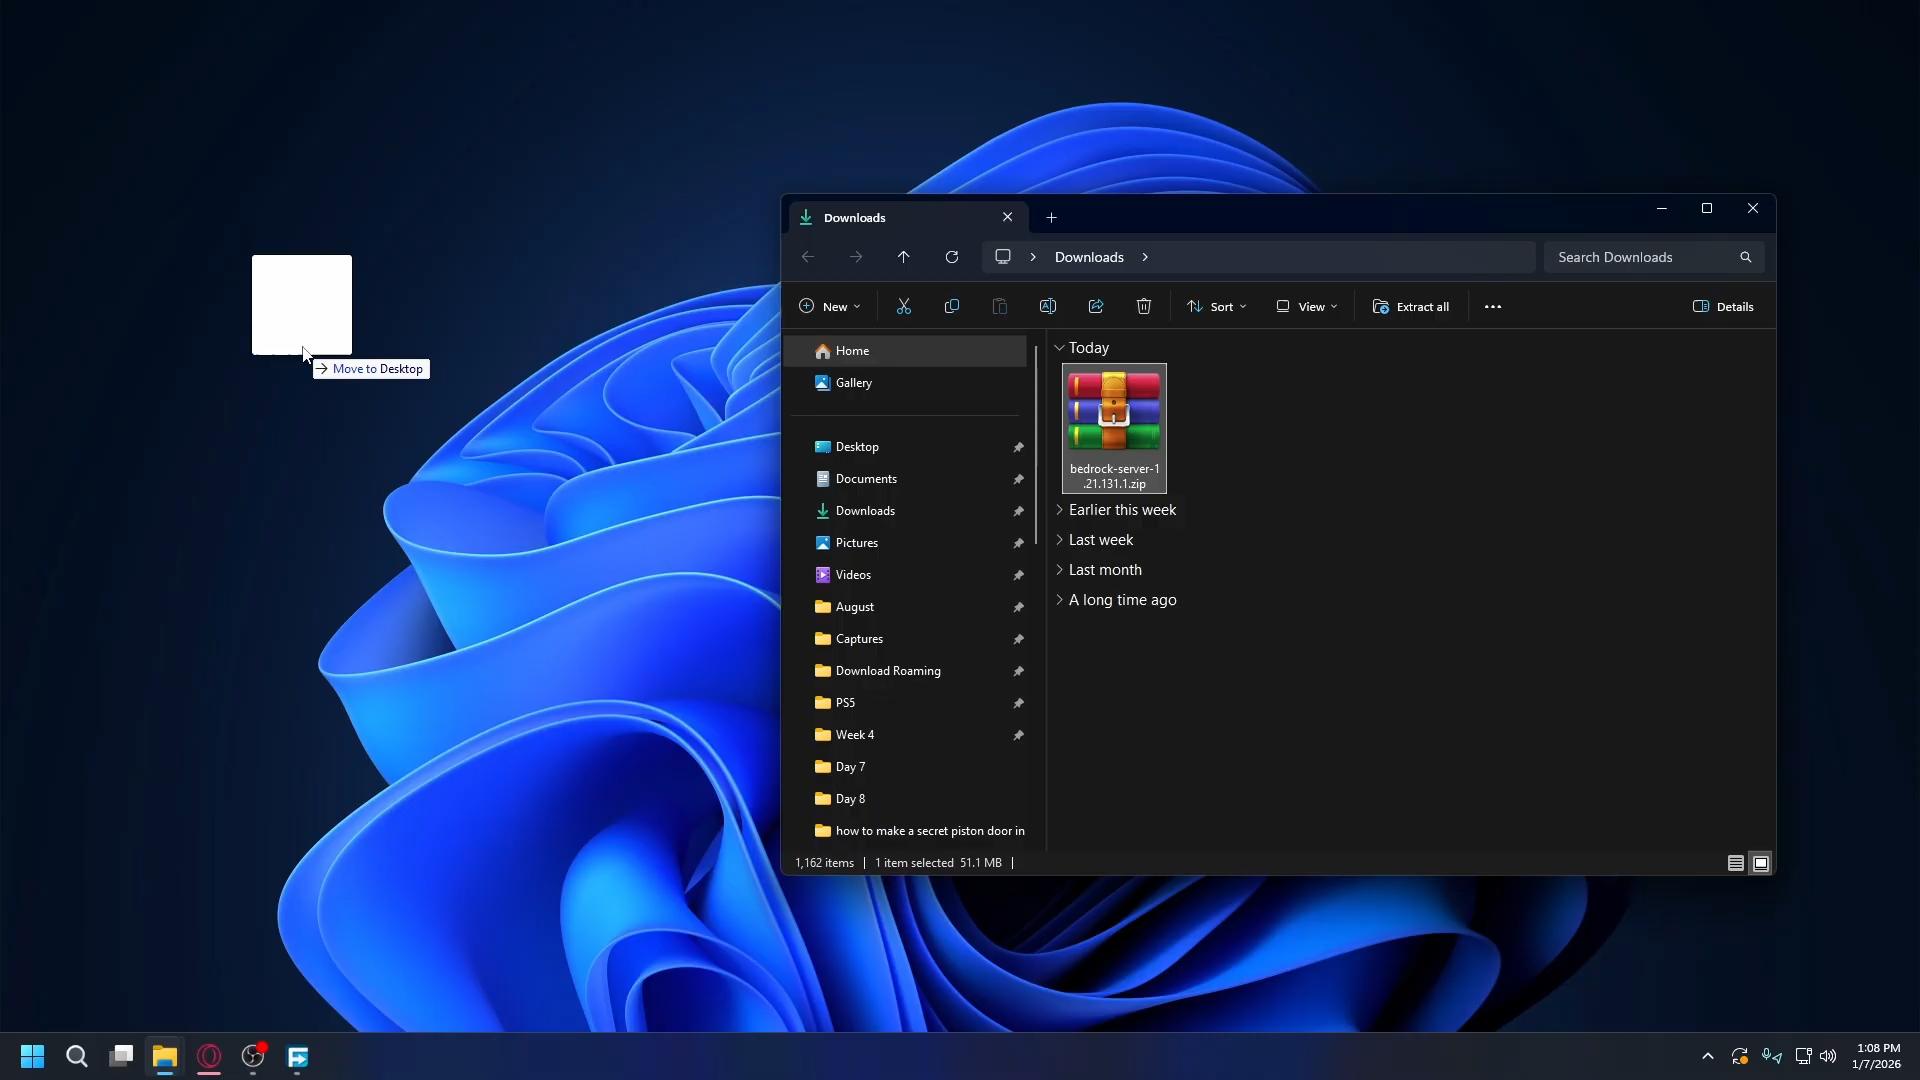 Downloads
Downloads
Search Downloads
New
Sort
View
Extract all
Details
Move to Desktop
Home
Gallery
Desktop
Documents
Downloads
Pictures
Videos
August
Captures
Download Roaming
PS5
Week 4
Day 7
Day 8
how to make a secret piston door in
Today
bedrock-server-1
.21.131.1.zip
Earlier this week
Last week
Last month
A long time ago
1,162 items
1 item selected 51.1 MB
1:08 PM
1/7/2026